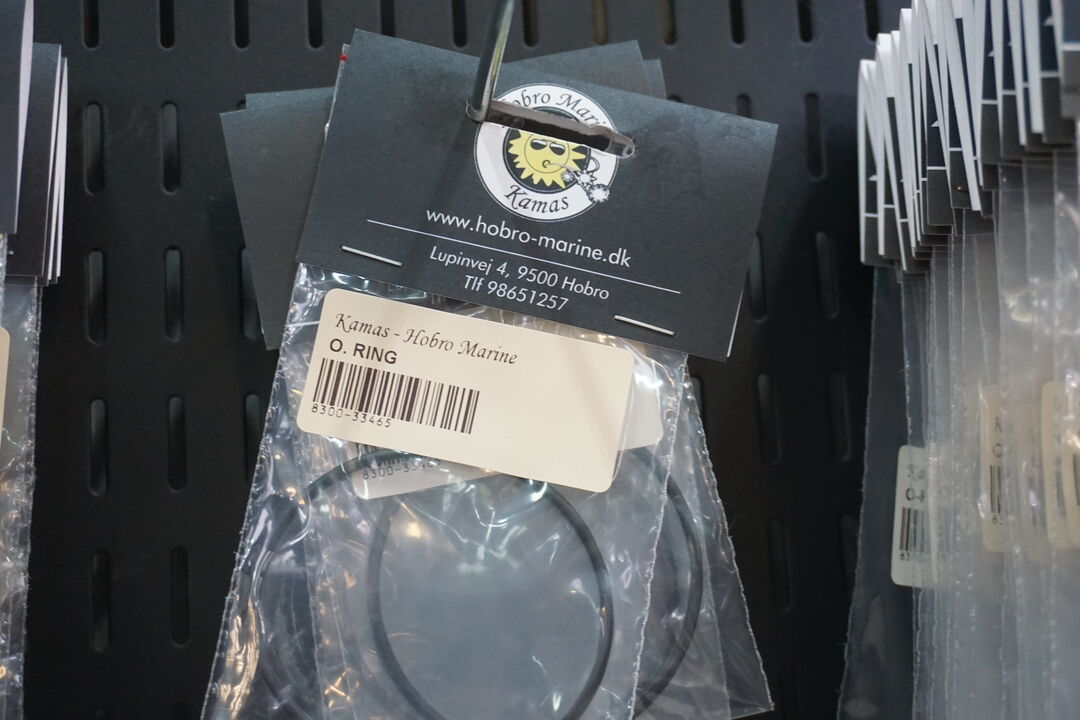 Hobro Marine
Kamas
www.hobro-marine.dk
Lupinvej 4, 9500 Hobro
Tlf 98651257
Kamas - Hobro Marine
O. RING
8300-33465